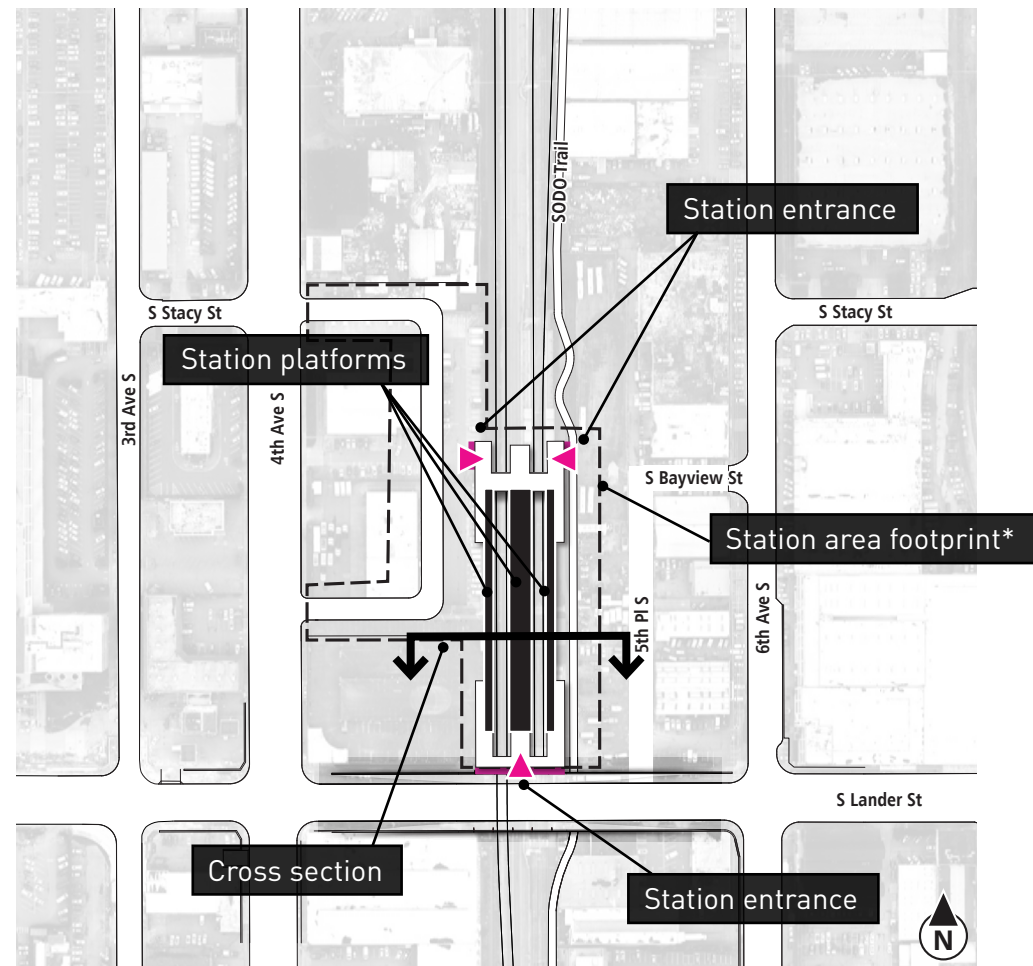 SODO Trail
Station entrance
S Stacy St
S Stacy St
Station platforms
3rd Ave S
4th Ave S
S Bayview St
Station area footprint*
5th Pl S
6th Ave S
S Lander St
Cross section
Station entrance
N